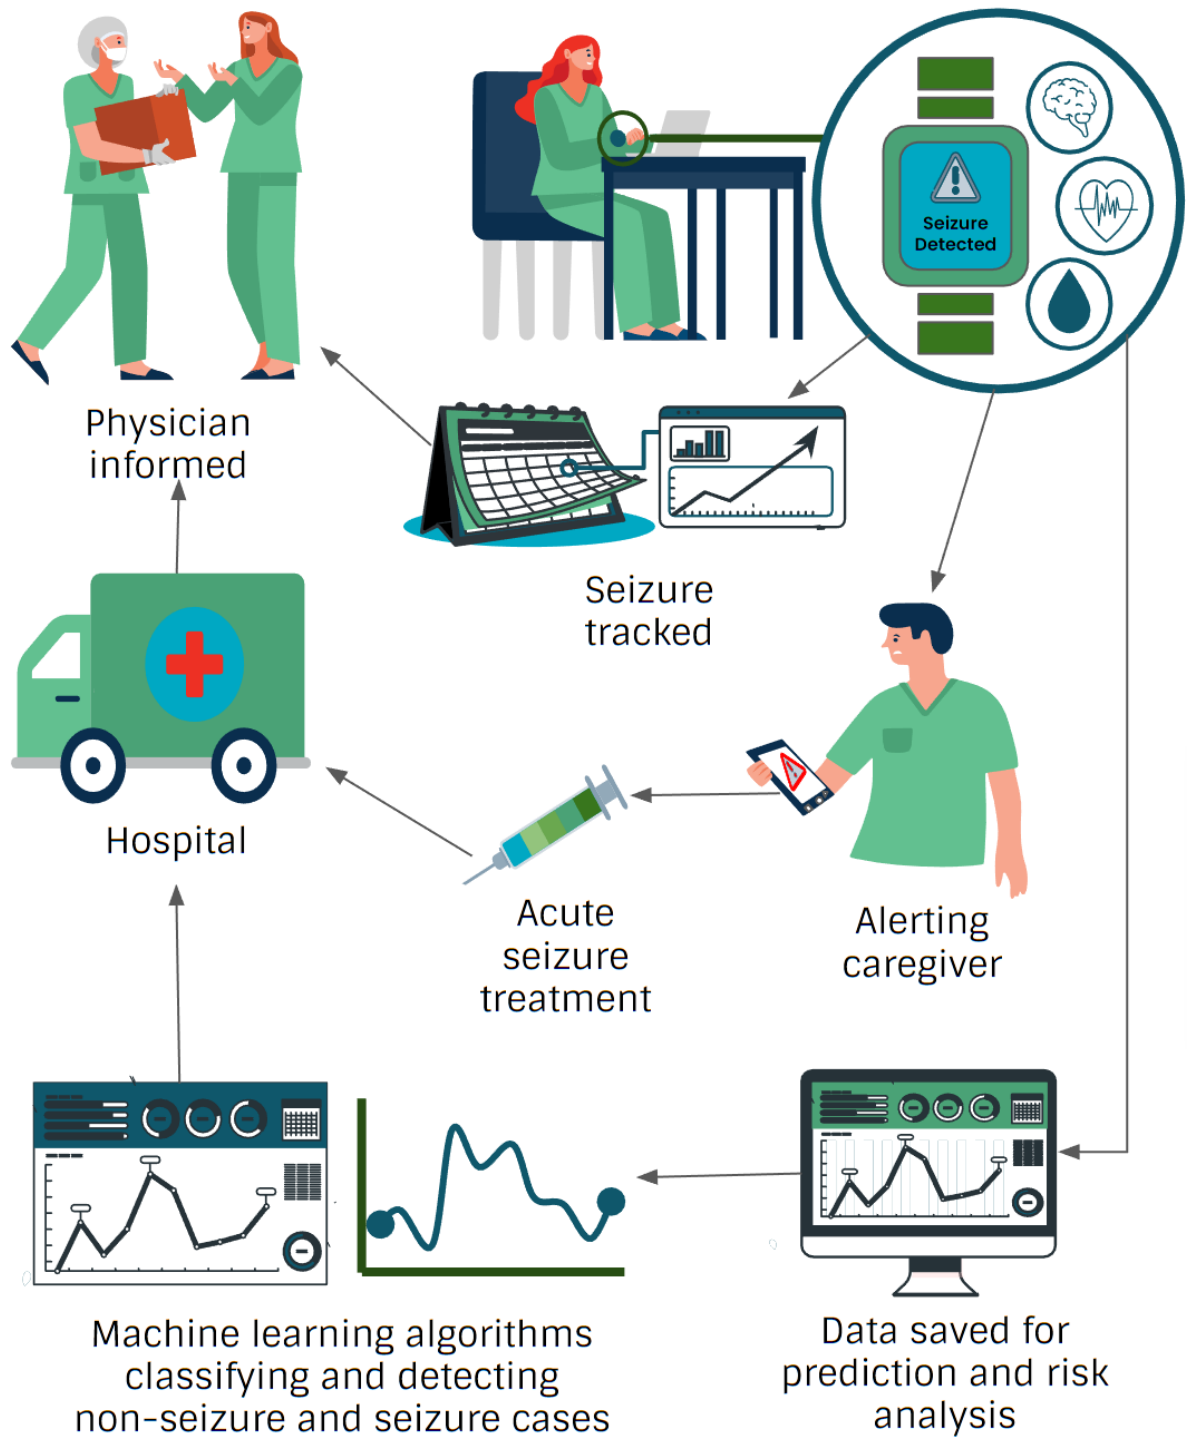 Seizure
Detected
Physician
informed
Seizure
tracked
Hospital
Acute
seizure
treatment
Alerting
caregiver
Machine learning algorithms
classifying and detecting
non-seizure and seizure cases
Data saved for
prediction and risk
analysis